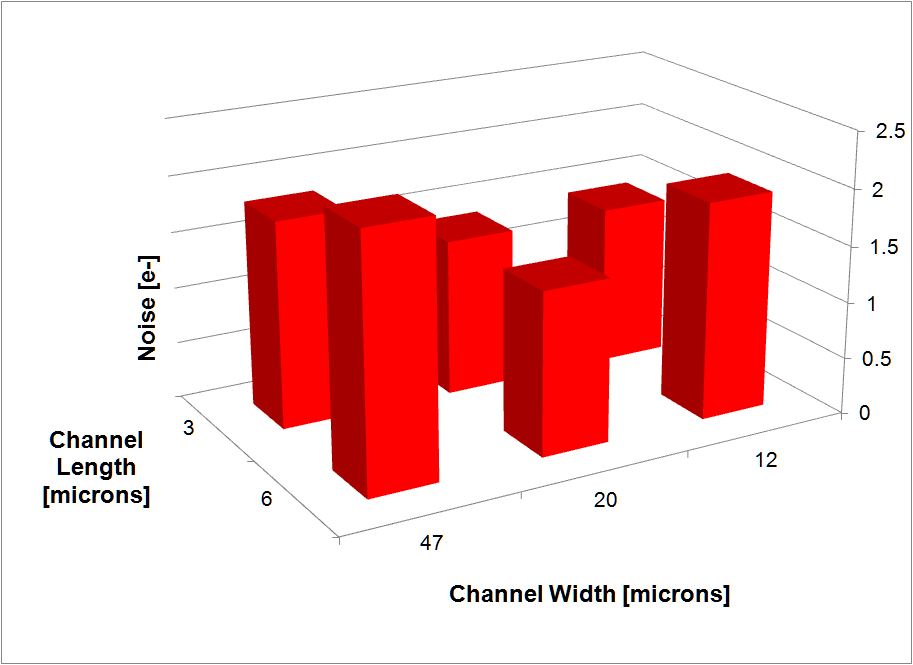 2.5
2
1.5
1
0.5
0
Noise [e-]
3
6
Channel
Length
[microns]
47
20
12
Channel Width [microns]